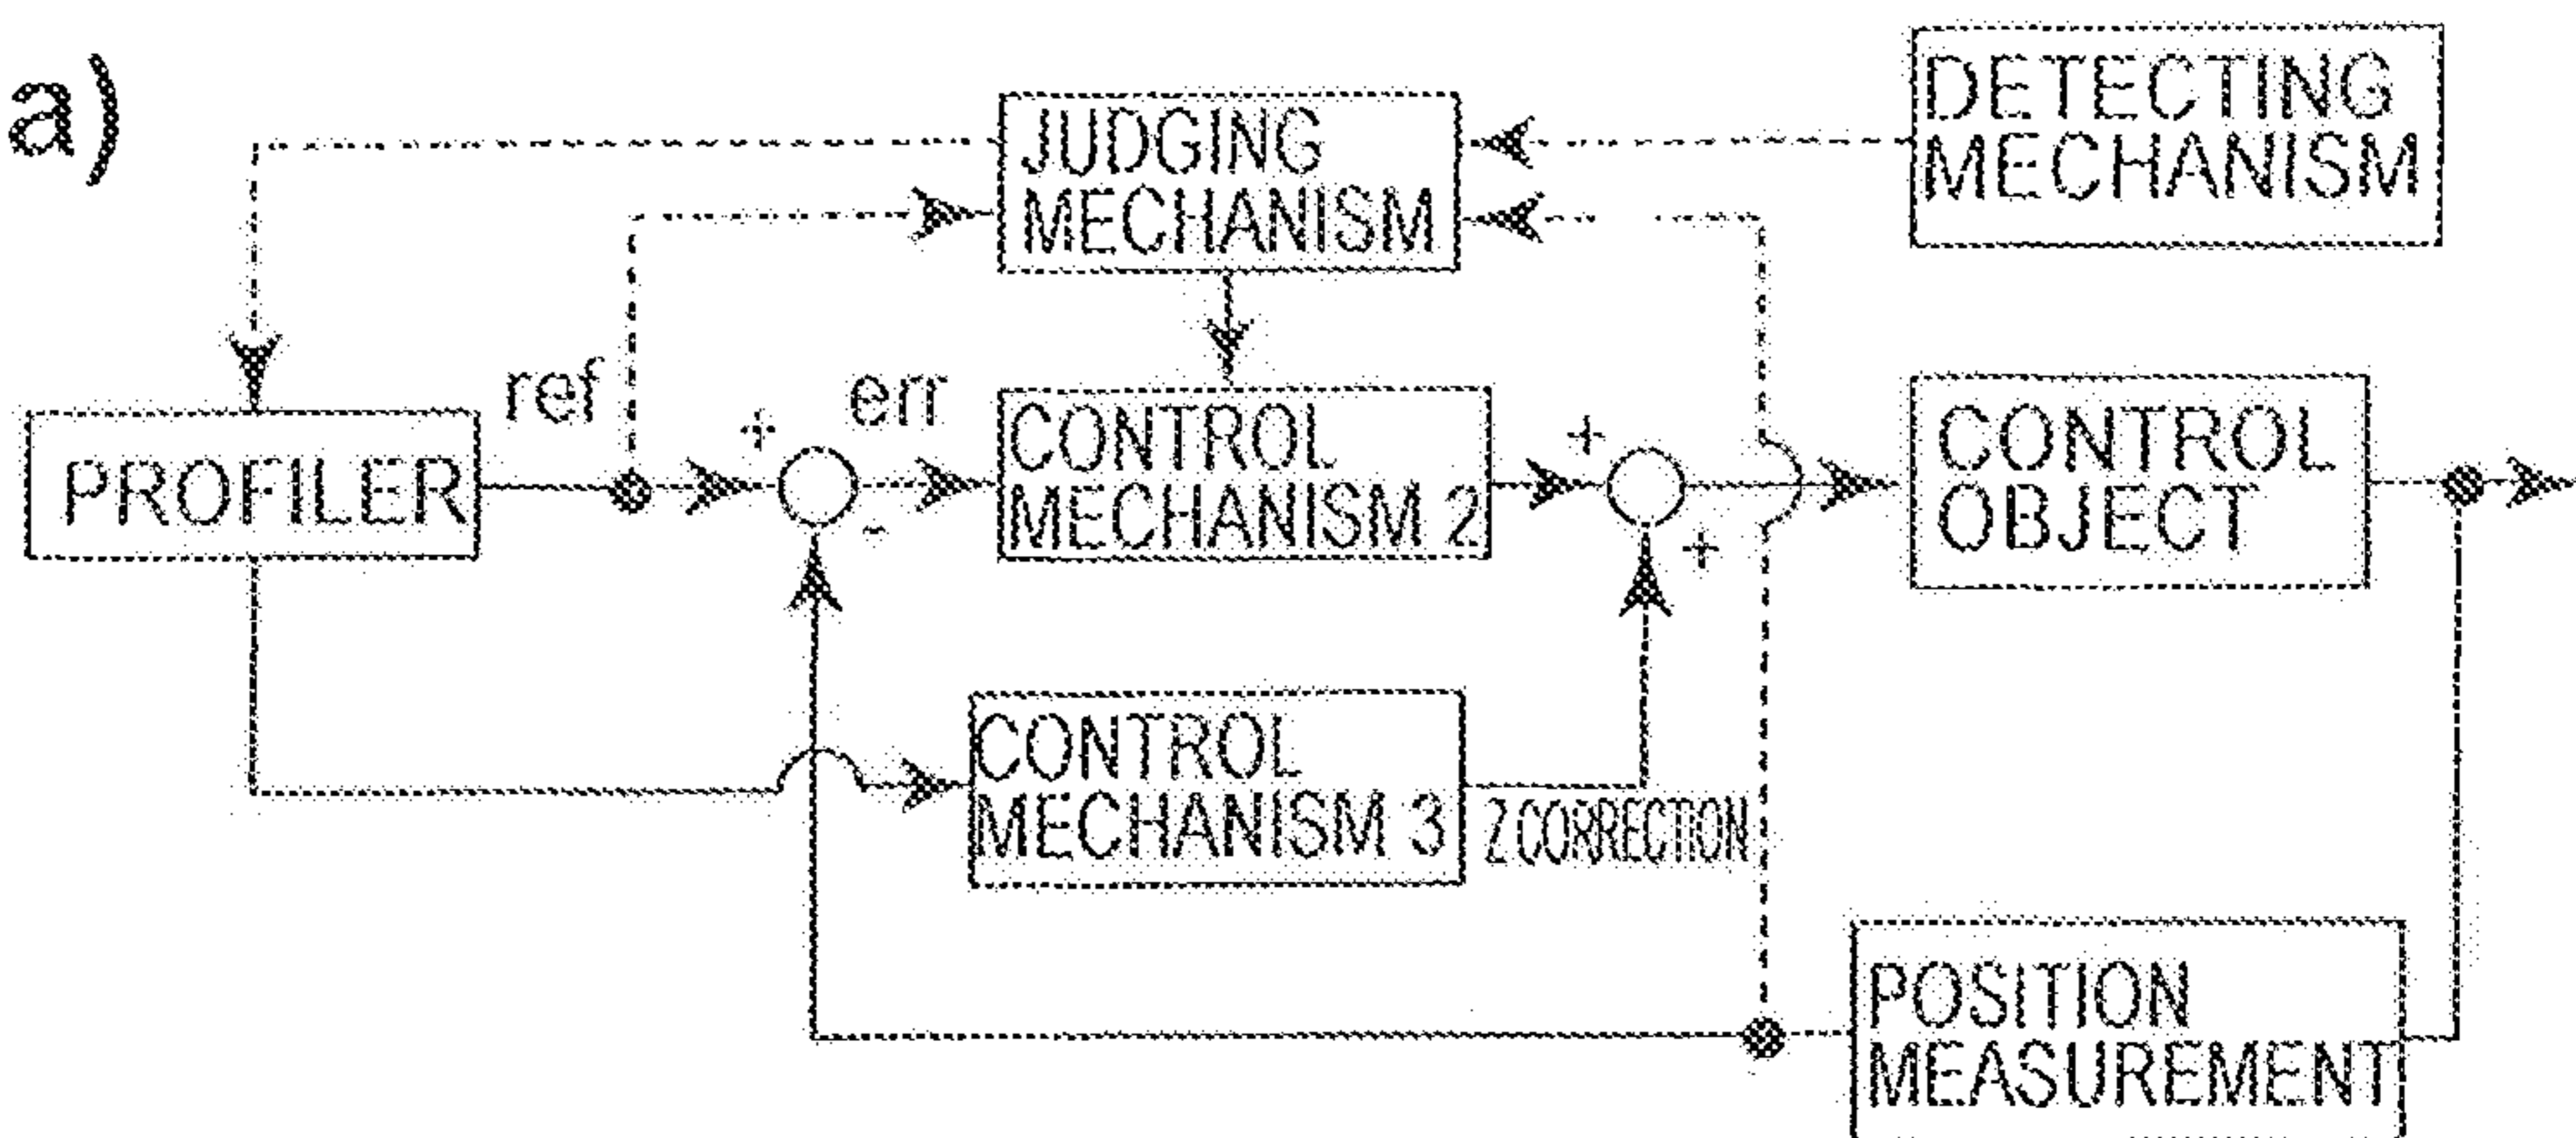 a)
DETECTING
MECHANISM
JUDGING
MECHANISM
ref
+
err
CONTROL
MECHANISM 2
+
CONTROL
OBJECT
PROFILER
-
+
CONTROL
MECHANISM 3
Z CORRECTION
POSITION
MEASUREMENT